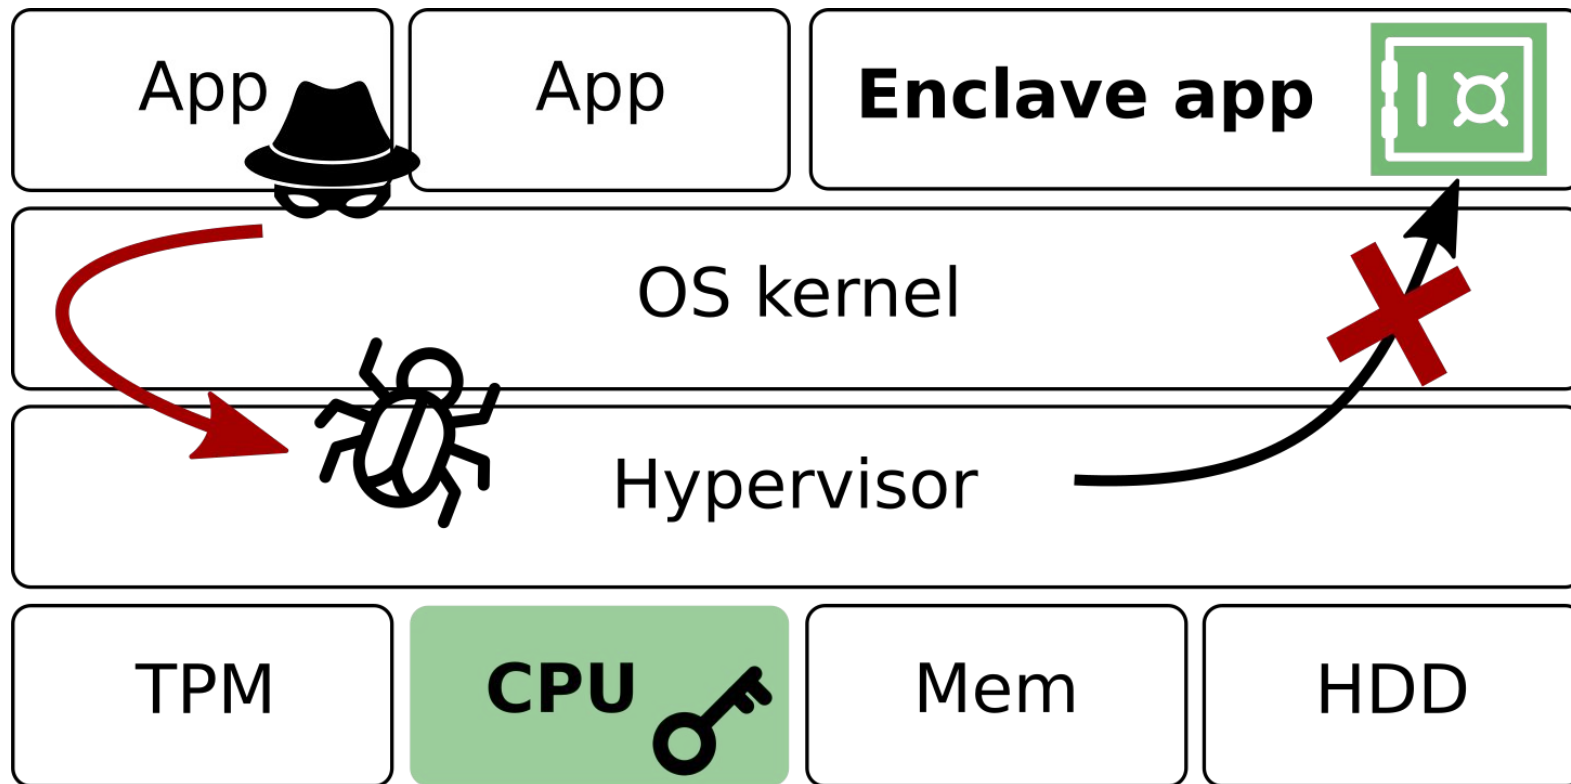 App
App
Enclave app
OS kernel
Hypervisor
TPM
CPU
Mem
HDD